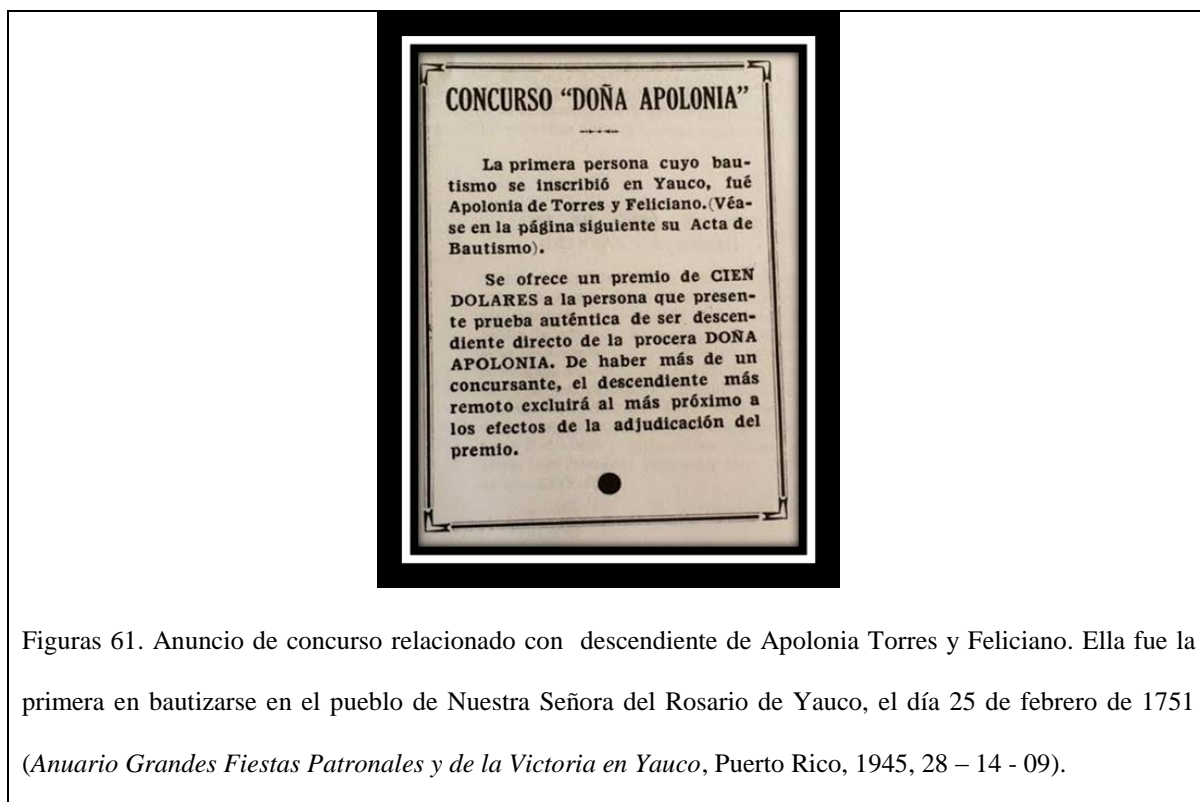 CONCURSO “DOÑA APOLONIA”
La primera persona cuyo bau-
tismo se inscribió en Yauco, fué
Apolonia de Torres y Feliciano.(Véa-
se en la página siguiente su Acta de
Bautismo).
Se ofrece un premio de CIEN
DOLARES a la persona que presen-
te prueba auténtica de ser descen-
diente directo de la procera DOÑA
APOLONIA. De haber más de un
concursante, el descendiente más
remoto excluirá al más próximo a
los efectos de la adjudicación del
premio.
Figuras 61. Anuncio de concurso relacionado con descendiente de Apolonia Torres y Feliciano. Ella fue la
primera en bautizarse en el pueblo de Nuestra Señora del Rosario de Yauco, el día 25 de febrero de 1751
(Anuario Grandes Fiestas Patronales y de la Victoria en Yauco, Puerto Rico, 1945, 28 – 14 - 09).